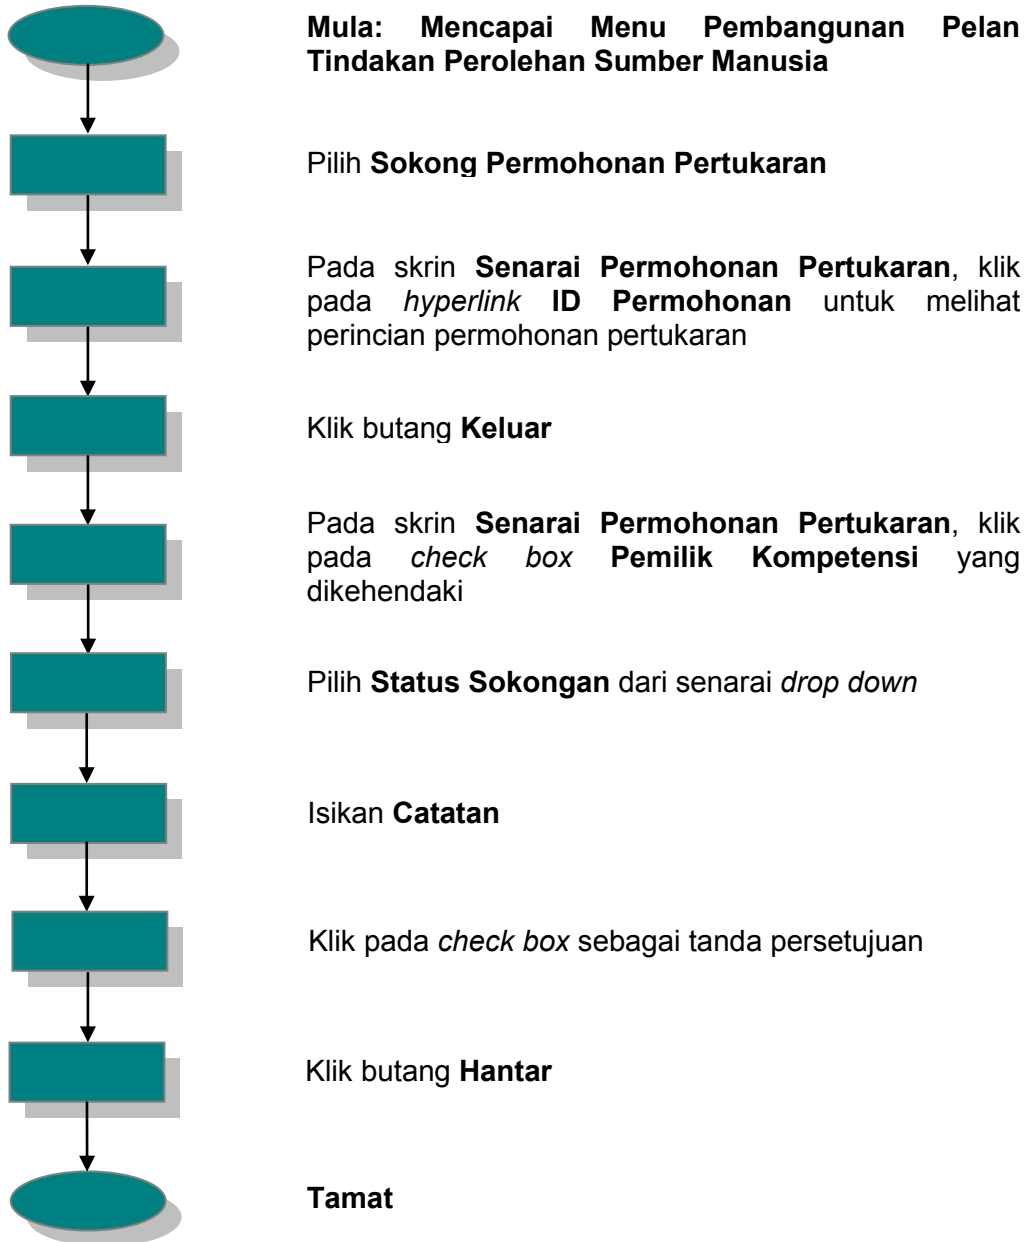 Mula: Mencapai Menu Pembangunan Pelan
Tindakan Perolehan Sumber Manusia
Pilih Sokong Permohonan Pertukaran
Pada skrin Senarai Permohonan Pertukaran, klik
pada hyperlink ID Permohonan untuk melihat
perincian permohonan pertukaran
Klik butang Keluar
Pada skrin Senarai Permohonan Pertukaran, klik
pada check box Pemilik Kompetensi yang
dikehendaki
Pilih Status Sokongan dari senarai drop down
Isikan Catatan
Klik pada check box sebagai tanda persetujuan
Klik butang Hantar
Tamat